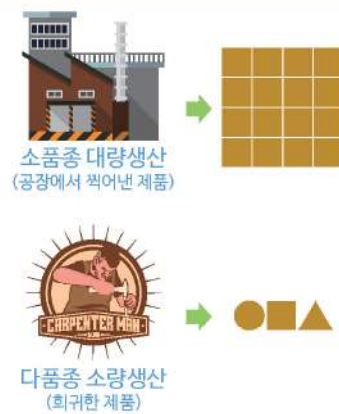 소품종 대량생산
(공장에서 찍어낸 제품)
CARPENTER MAN
다품종 소량생산
(희귀한 제품)